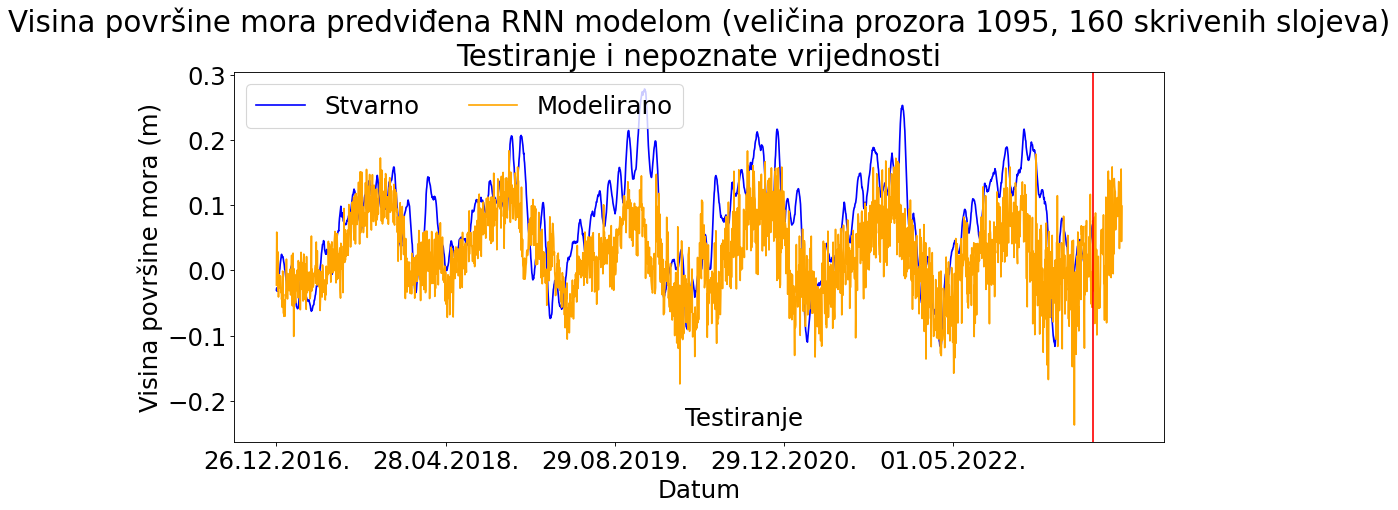 Visina površine mora predviđena RNN modelom (veličina prozora 1095, 160 skrivenih slojeva)
Testiranje i nepoznate vrijednosti
Stvarno
Modelirano
Visina površine mora (m)
0.3
0.2
0.1
0.0
−0.1
−0.2
Testiranje
26.12.2016.
28.04.2018.
29.08.2019.
29.12.2020.
01.05.2022.
Datum